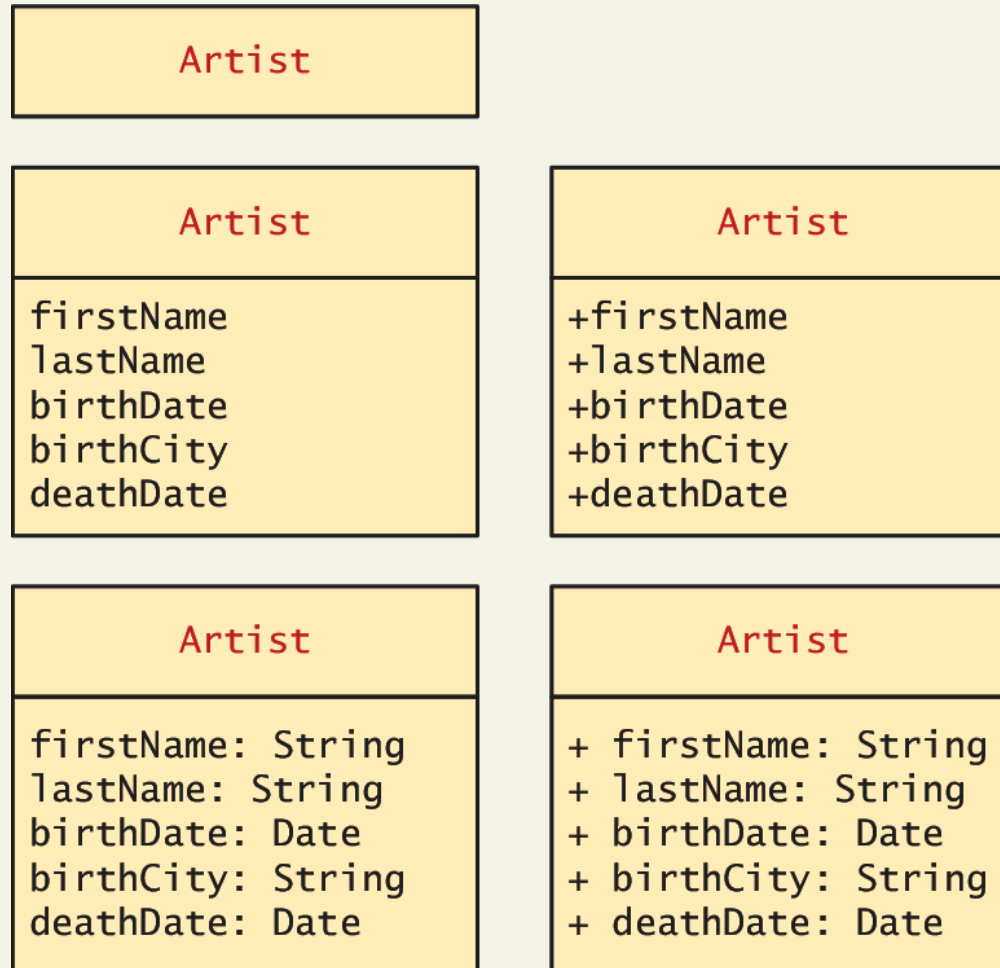 Artist
Artist
firstName
lastName
birthDate
birthCity
deathDate
Artist
+firstName
+lastName
+birthDate
+birthCity
+deathDate
Artist
firstName: String
lastName: String
birthDate: Date
birthCity: String
deathDate: Date
Artist
+ firstName: String
+ lastName: String
+ birthDate: Date
+ birthCity: String
+ deathDate: Date